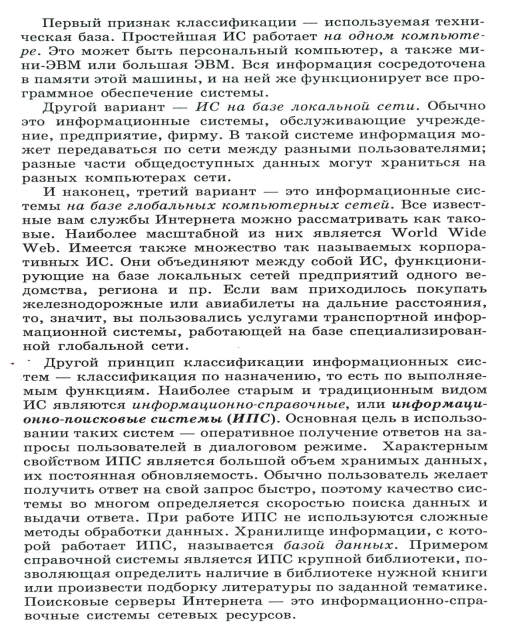 Первый признак классификации — используемая техни-
ческая база. Простейшая ИС работает на одном компьюте-
ре. Это может быть персональный компьютер, а также ми-
ни-ЭВМ или большая ЭВМ. Вся информация сосредоточена
в памяти этой машины, и на ней же функционирует все про-
граммное обеспечение системы.
Другой вариант — ИС на базе локальной сети. Обычно
это информационные системы, обслуживающие учрежде-
ние, предприятие, фирму. В такой системе информация мо-
жет передаваться по сети между разными пользователями;
разные части общедоступных данных могут храниться на
разных компьютерах сети.
И наконец, третий вариант — это информационные сис-
темы на базе глобальных компьютерных сетей. Все извест-
ные вам службы Интернета можно рассматривать как тако-
вые. Наиболее масштабной из них является World Wide
Web. Имеется также множество так называемых корпора-
тивных ИС. Они объединяют между собой ИС, функциони-
рующие на базе локальных сетей предприятий одного ве-
домства, региона и пр. Если вам приходилось покупать
железнодорожные или авиабилеты на дальние расстояния,
то, значит, вы пользовались услугами транспортной инфор-
мационной системы, работающей на базе специализирован-
ной глобальной сети.
Другой принцип классификации информационных сис-
тем — классификация по назначению, то есть по выполняе-
мым функциям. Наиболее старым и традиционным видом
ИС являются информационно-справочные, или информаци-
онно-поисковые системы (ИПС). Основная цель в использо-
вании таких систем — оперативное получение ответов на за-
просы пользователей в диалоговом режиме. Характерным
свойством ИПС является большой объем хранимых данных,
их постоянная обновляемость. Обычно пользователь желает
получить ответ на свой запрос быстро, поэтому качество сис-
темы во многом определяется скоростью поиска данных и
выдачи ответа. При работе ИПС не используются сложные
методы обработки данных. Хранилище информации, с кото-
рой работает ИПС, называется базой данных. Примером
справочной системы является ИПС крупной библиотеки, по-
зволяющая определить наличие в библиотеке нужной книги
или произвести подборку литературы по заданной тематике.
Поисковые серверы Интернета — это информационно-спра-
вочные системы сетевых ресурсов.